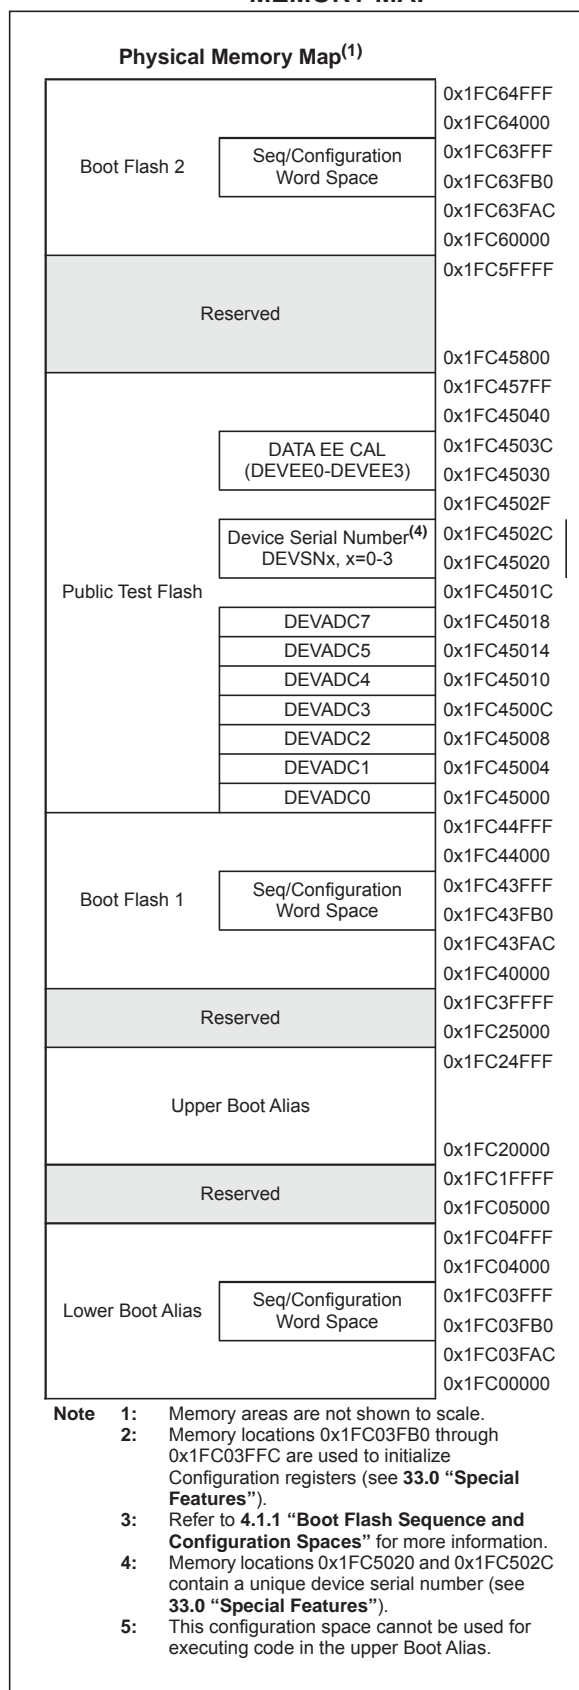 Physical Memory Map(1)
0x1FC64FFF
0x1FC64000
Boot Flash 2
Seq/Configuration
Word Space
0x1FC63FFF
0x1FC63FB0
0x1FC63FAC
0x1FC60000
Reserved
0x1FC5FFFF
0x1FC45800
Public Test Flash
0x1FC457FF
0x1FC45040
DATA EE CAL
(DEVEE0-DEVEE3)
0x1FC4503C
0x1FC45030
0x1FC4502F
Device Serial Number(4)
DEVSNx, x=0-3
0x1FC4502C
0x1FC45020
0x1FC4501C
DEVADC7 0x1FC45018
DEVADC5 0x1FC45014
DEVADC4 0x1FC45010
DEVADC3 0x1FC4500C
DEVADC2 0x1FC45008
DEVADC1 0x1FC45004
DEVADC0 0x1FC45000
0x1FC44FFF
0x1FC44000
Boot Flash 1
Seq/Configuration
Word Space
0x1FC43FFF
0x1FC43FB0
0x1FC43FAC
0x1FC40000
Reserved
0x1FC3FFFF
0x1FC25000
Upper Boot Alias
0x1FC24FFF
0x1FC20000
Reserved
0x1FC1FFFF
0x1FC05000
0x1FC04FFF
0x1FC04000
Lower Boot Alias
Seq/Configuration
Word Space
0x1FC03FFF
0x1FC03FB0
0x1FC03FAC
0x1FC00000
Note 1: Memory areas are not shown to scale.
2: Memory locations 0x1FC03FB0 through
0x1FC03FFC are used to initialize
Configuration registers (see 33.0 “Special
Features”).
3: Refer to 4.1.1 “Boot Flash Sequence and
Configuration Spaces” for more information.
4: Memory locations 0x1FC5020 and 0x1FC502C
contain a unique device serial number (see
33.0 “Special Features”).
5: This configuration space cannot be used for
executing code in the upper Boot Alias.